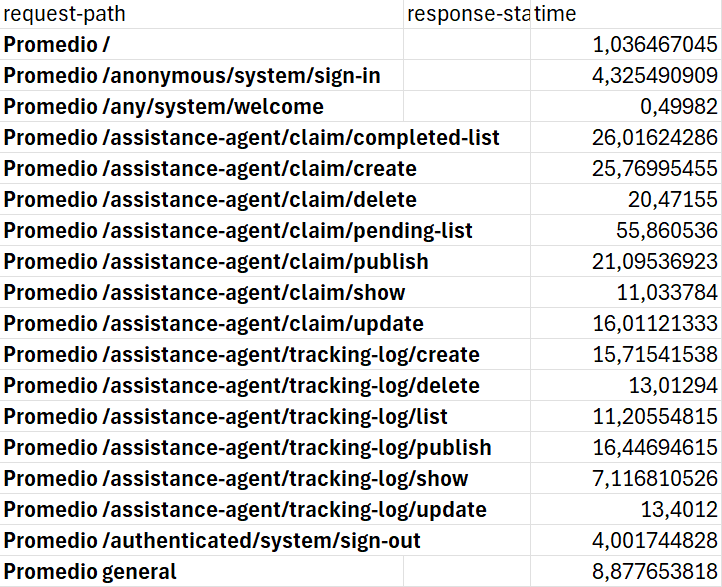 request-path response-sta time
Promedio / 1,036467045
Promedio /anonymous/system/sign-in 4,325490909
Promedio /any/system/welcome 0,49982
Promedio /assistance-agent/claim/completed-list 26,01624286
Promedio /assistance-agent/claim/create 25,76995455
Promedio /assistance-agent/claim/delete 20,47155
Promedio /assistance-agent/claim/pending-list 55,860536
Promedio /assistance-agent/claim/publish 21,09536923
Promedio /assistance-agent/claim/show 11,033784
Promedio /assistance-agent/claim/update 16,01121333
Promedio /assistance-agent/tracking-log/create 15,71541538
Promedio /assistance-agent/tracking-log/delete 13,01294
Promedio /assistance-agent/tracking-log/list 11,20554815
Promedio /assistance-agent/tracking-log/publish 16,44694615
Promedio /assistance-agent/tracking-log/show 7,116810526
Promedio /assistance-agent/tracking-log/update 13,4012
Promedio /authenticated/system/sign-out 4,001744828
Promedio general 8,877653818